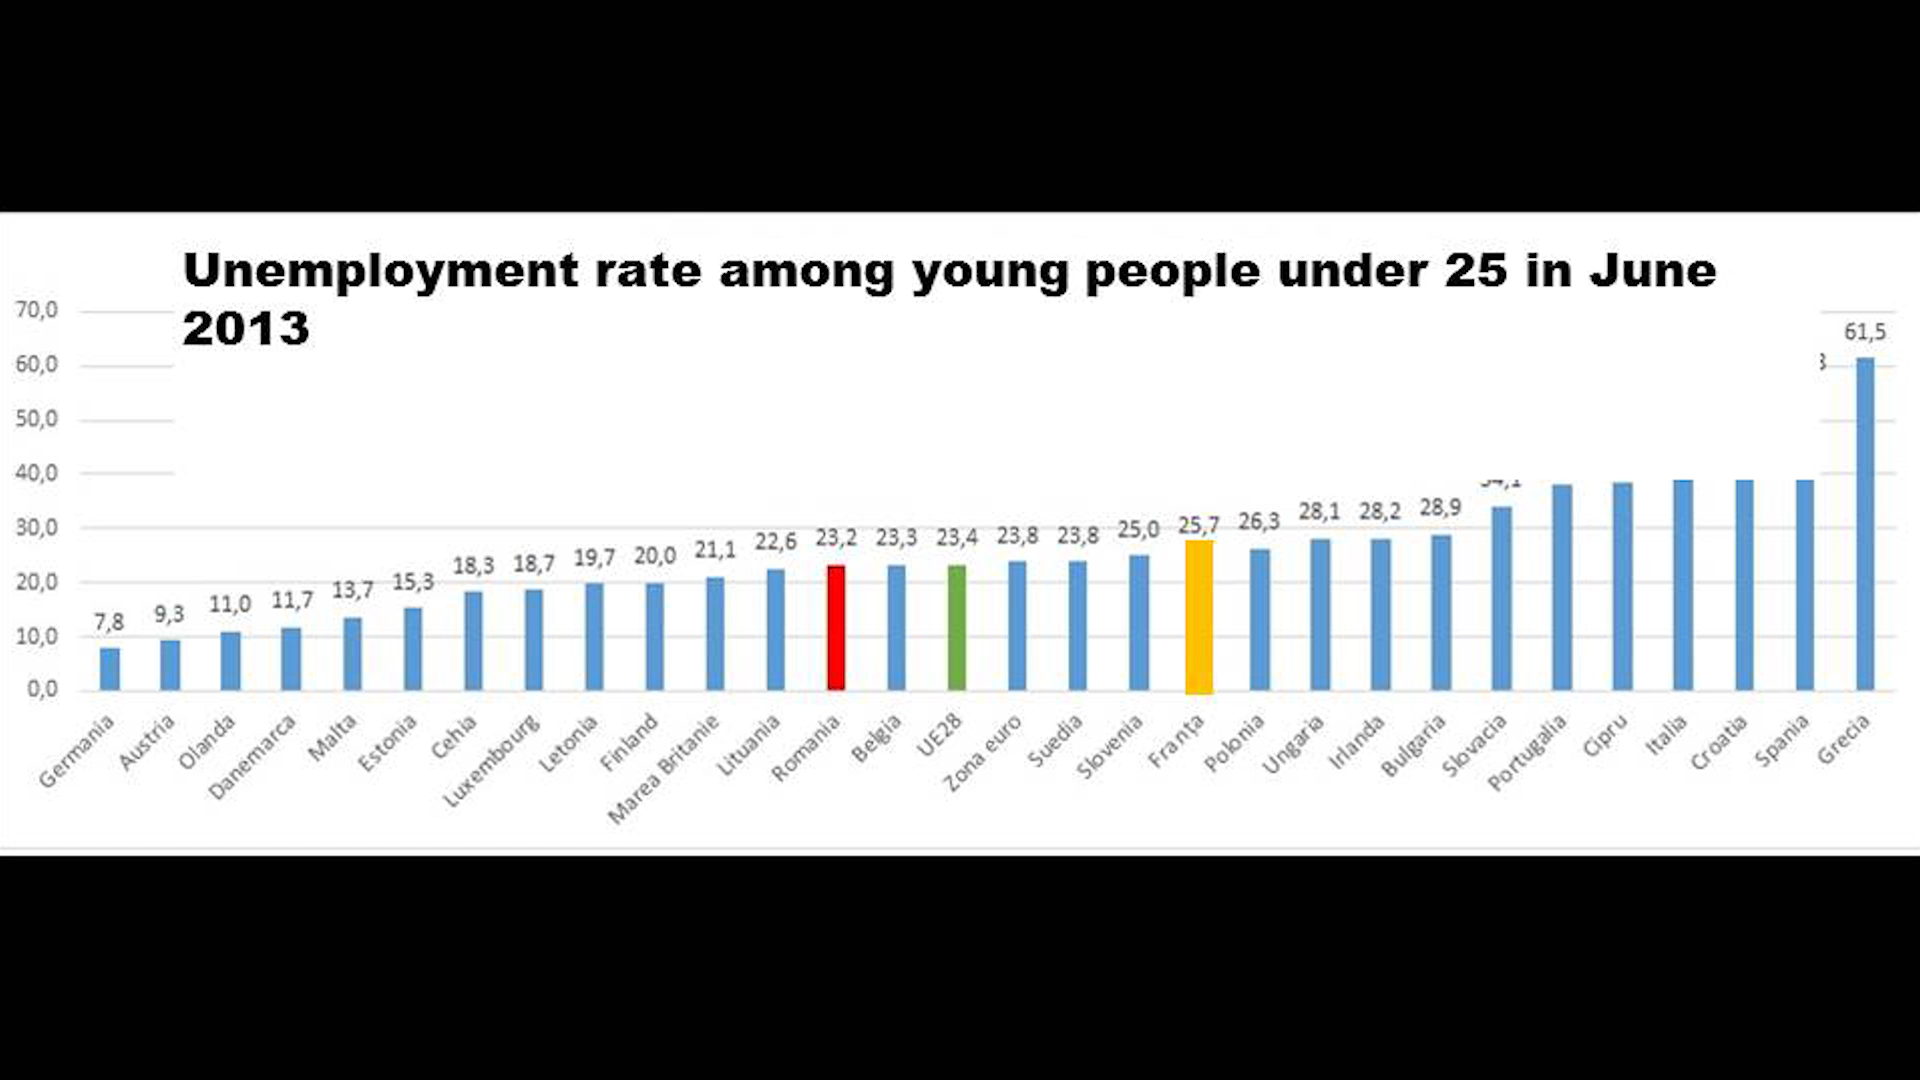 Unemployment rate among young people under 25 in June
2013
70,0
60,0
50,0
40,0
30,0
20,0
10,0
0,0
7,8
9,3
11,0
11,7
13,7
15,3
18,3
18,7
19,7
20,0
21,1
22,6
23,2
23,3
23,4
23,8
23,8
25,0
25,7
26,3
28,1
28,2
28,9
61,5
Germania
Austria
Olanda
Danemarca
Malta
Estonia
Cehia
Luxembourg
Letonia
Finland
Marea Britanie
Lituania
Romania
Belgia
UE28
Zona euro
Suedia
Slovenia
Franța
Polonia
Ungaria
Irlanda
Bulgaria
Slovacia
Portugalia
Cipru
Italia
Croatia
Spania
Grecia